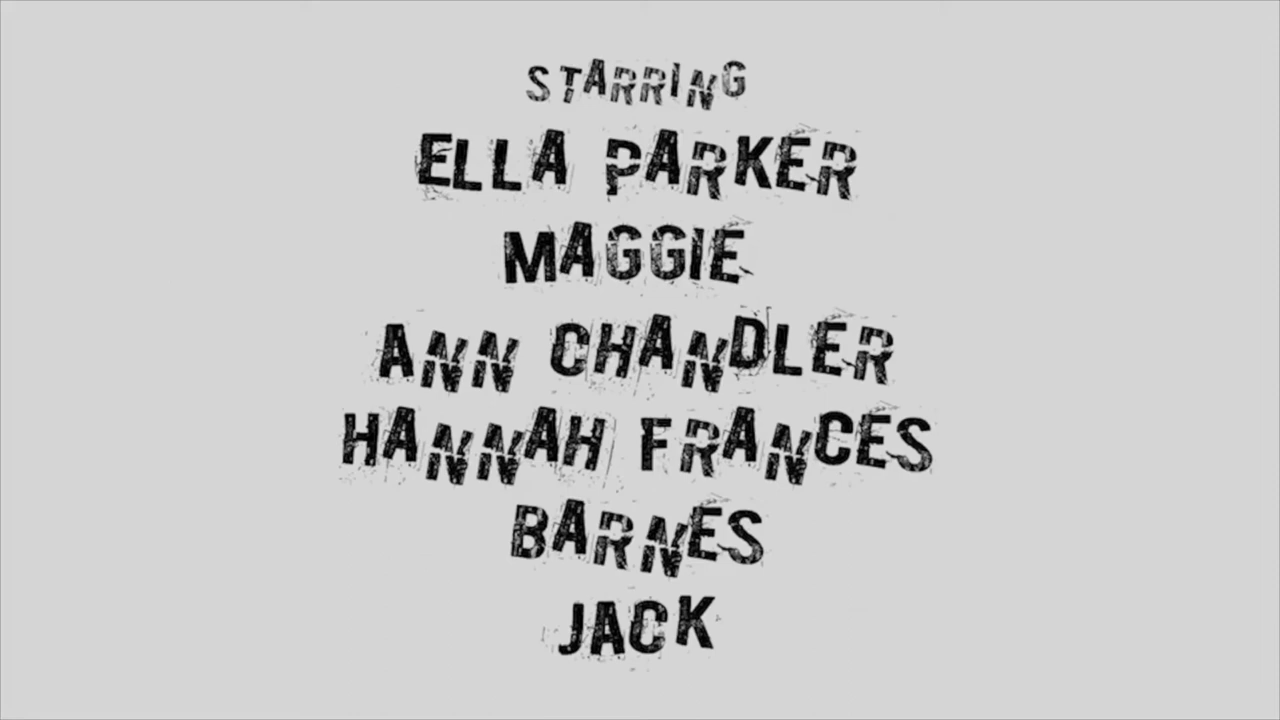 STARRING
ELLA PARKER
MAGGIE
ANN CHANDLER
HANNAH FRANCES
BARNES
JACK